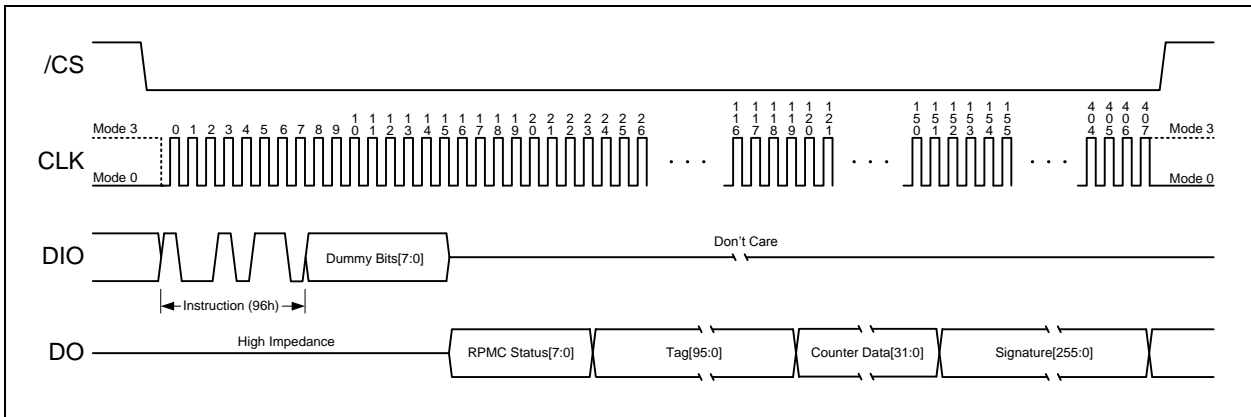 /CS
Mode 3
0 1 2 3 4 5 6 7 8 9 10 11 12 13 14 15 16 17 18 19 20 21 22 23 24 25 26 116 117 118 119 120 121 150 151 152 153 154 155 404 405 406 407
Mode 3
CLK
. . .
. . .
. . .
Mode 0
Mode 0
DIO
Dummy Bits[7:0]
Don't Care
Instruction (96h)
DO
High Impedance
RPMC Status[7:0]
Tag[95:0]
Counter Data[31:0]
Signature[255:0]